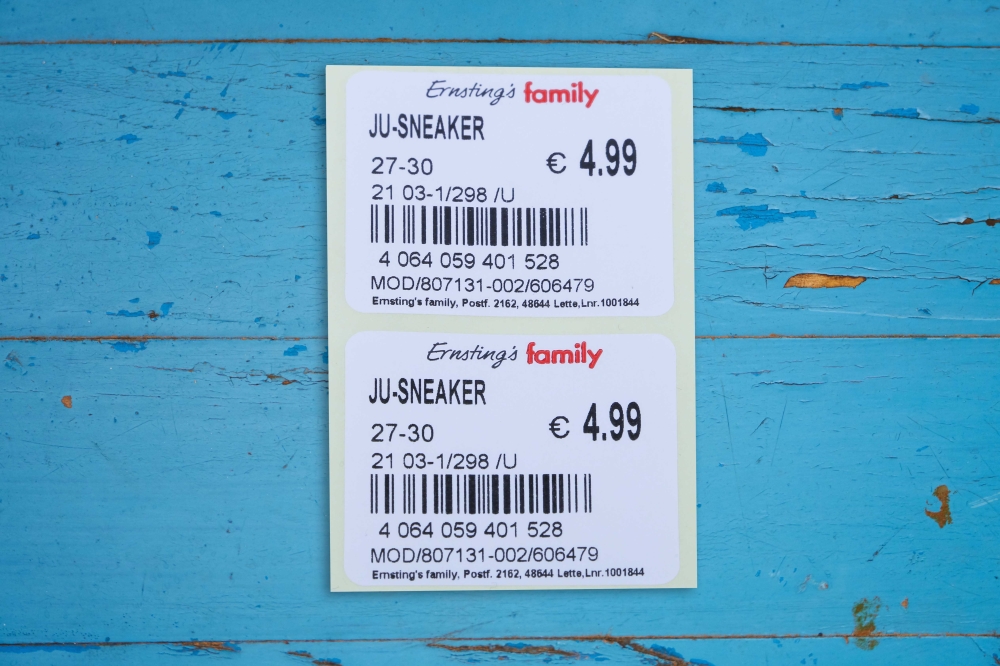 Ernsting's family
JU-SNEAKER
27-30 € 4.99
21 03-1/298 /U
4 064 059 401 528
MOD/807131-002/606479
Ernsting's family, Postf. 2162, 48644 Lette,Lnr.1001844
Ernsting's family
JU-SNEAKER
27-30 € 4.99
21 03-1/298 /U
4 064 059 401 528
MOD/807131-002/606479
Ernsting's family, Postf. 2162, 48644 Lette,Lnr.1001844